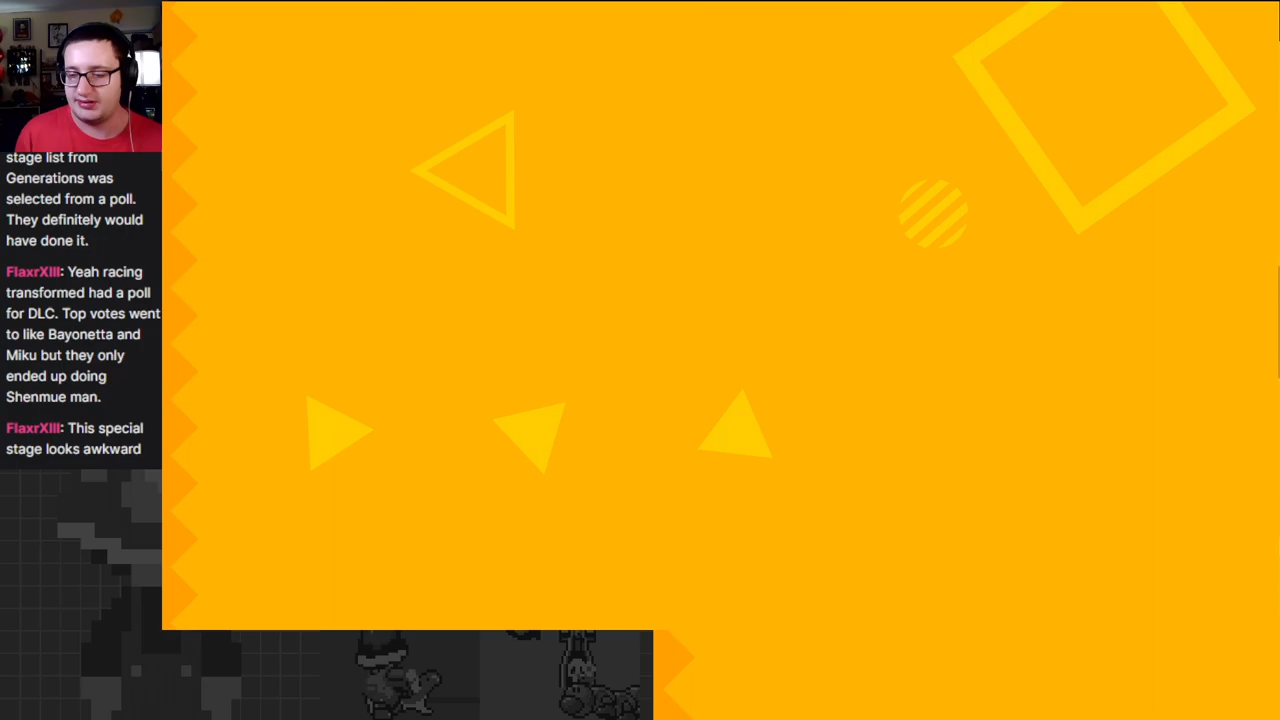 stage list from
Generations was
selected from a poll.
They definitely would
have done it.
FlaxrXIII: Yeah racing
transformed had a poll
for DLC. Top votes went
to like Bayonetta and
Miku but they only
ended up doing
Shenmue man.
FlaxrXIII: This special
stage looks awkward